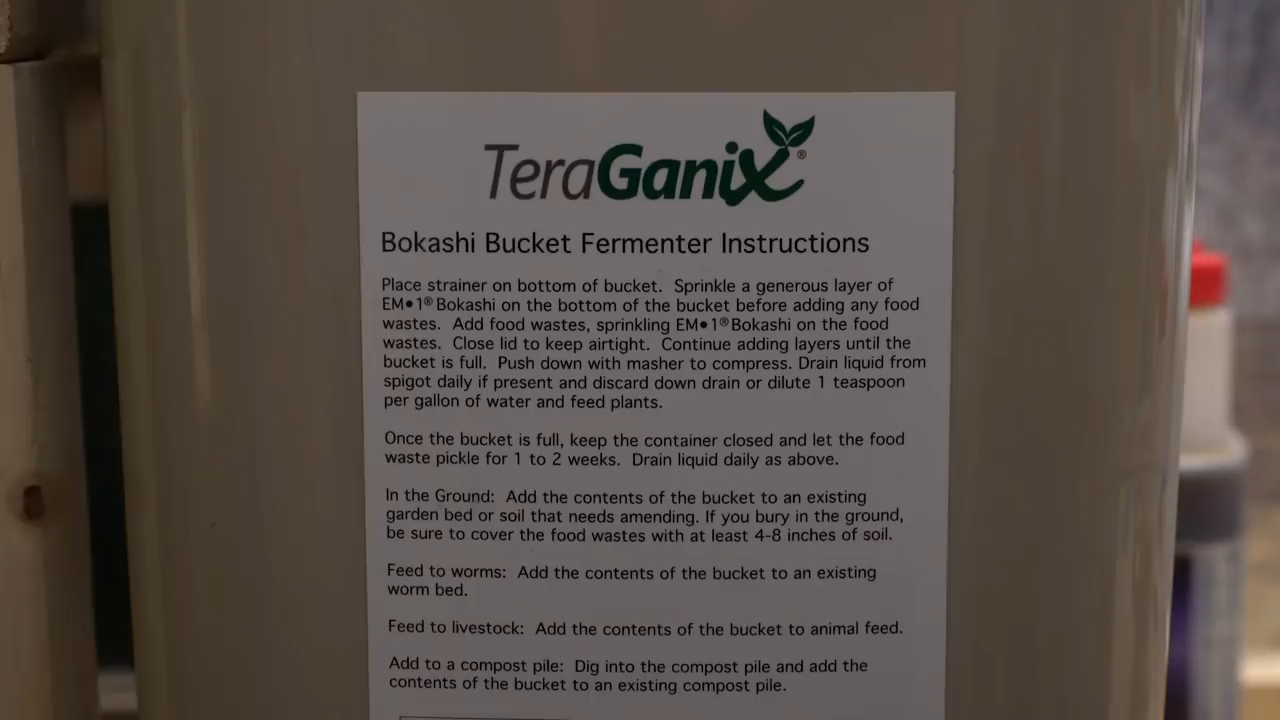 TeraGanix®
Bokashi Bucket Fermenter Instructions
Place strainer on bottom of bucket. Sprinkle a generous layer of
EM•1® Bokashi on the bottom of the bucket before adding any food
wastes. Add food wastes, sprinkling EM•1® Bokashi on the food
wastes. Close lid to keep airtight. Continue adding layers until the
bucket is full. Push down with masher to compress. Drain liquid from
spigot daily if present and discard down drain or dilute 1 teaspoon
per gallon of water and feed plants.
Once the bucket is full, keep the container closed and let the food
waste pickle for 1 to 2 weeks. Drain liquid daily as above.
In the Ground: Add the contents of the bucket to an existing
garden bed or soil that needs amending. If you bury in the ground,
be sure to cover the food wastes with at least 4-8 inches of soil.
Feed to worms: Add the contents of the bucket to an existing
worm bed.
Feed to livestock: Add the contents of the bucket to animal feed.
Add to a compost pile: Dig into the compost pile and add the
contents of the bucket to an existing compost pile.